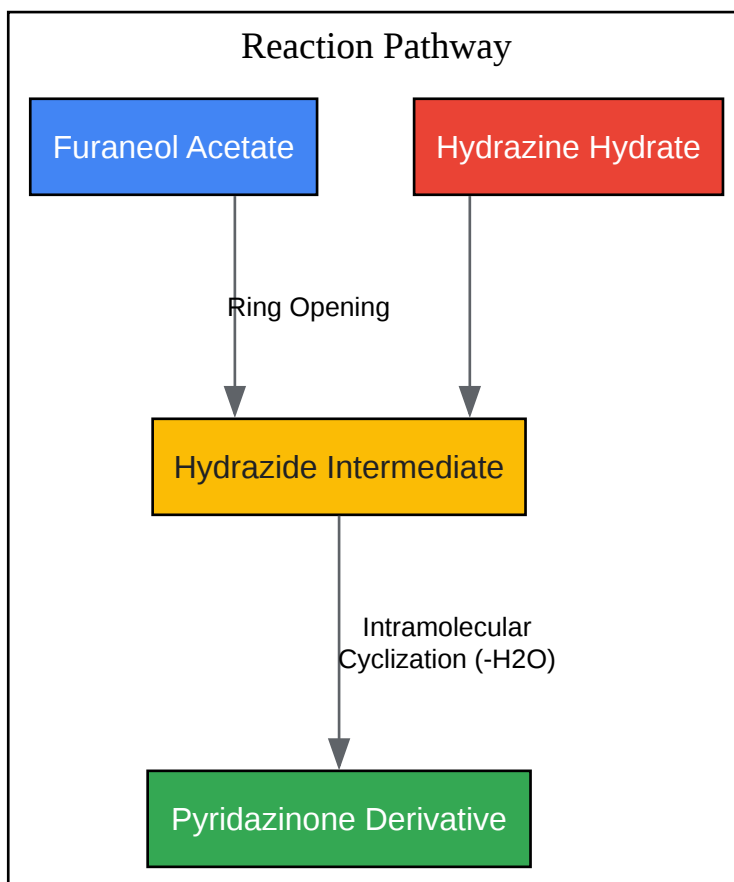 Reaction Pathway
Furaneol Acetate
Hydrazine Hydrate
Ring Opening
Hydrazide Intermediate
Intramolecular
Cyclization (-H2O)
Pyridazinone Derivative